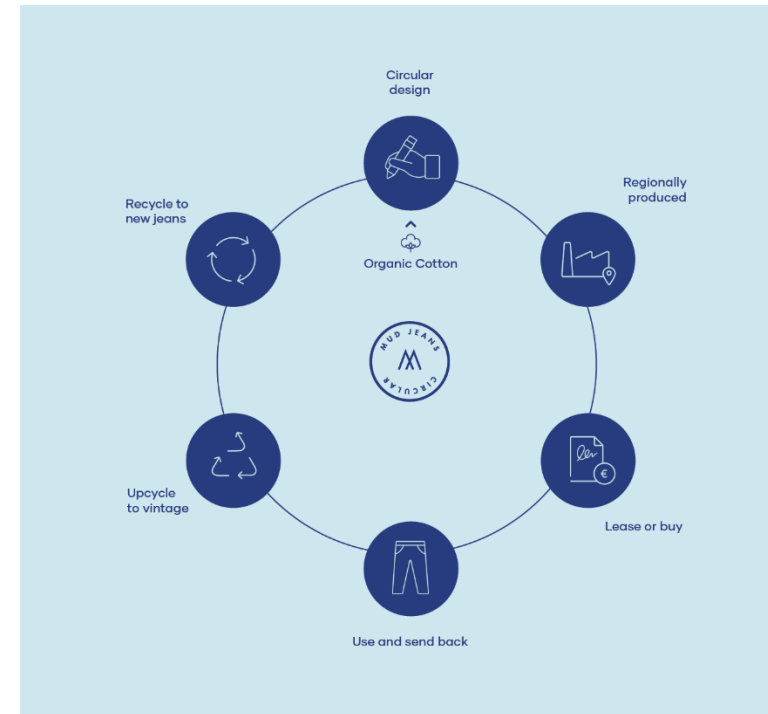 Circular
design
Regionally
produced
Recycle to
new jeans
Organic Cotton
MUD JEANS
CIRCULAR
€
Upcycle
to vintage
Lease or buy
Use and send back